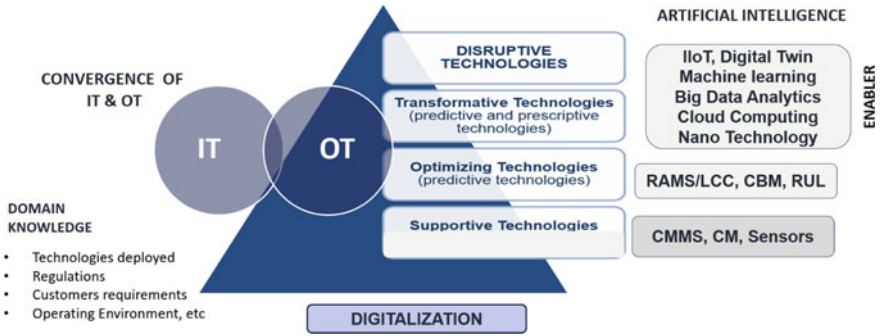 CONVERGENCE OF
IT & OT
IT
OT
DOMAIN
KNOWLEDGE
• Technologies deployed
• Regulations
• Customers requirements
• Operating Environment, etc
DISRUPTIVE
TECHNOLOGIES
Transformative Technologies
(predictive and prescriptive
technologies)
Optimizing Technologies
(predictive technologies)
Supportive Technologies
DIGITALIZATION
ARTIFICIAL INTELLIGENCE
IIoT, Digital Twin
Machine learning
Big Data Analytics
Cloud Computing
Nano Technology
ENABLER
RAMS/LCC, CBM, RUL
CMMS, CM, Sensors